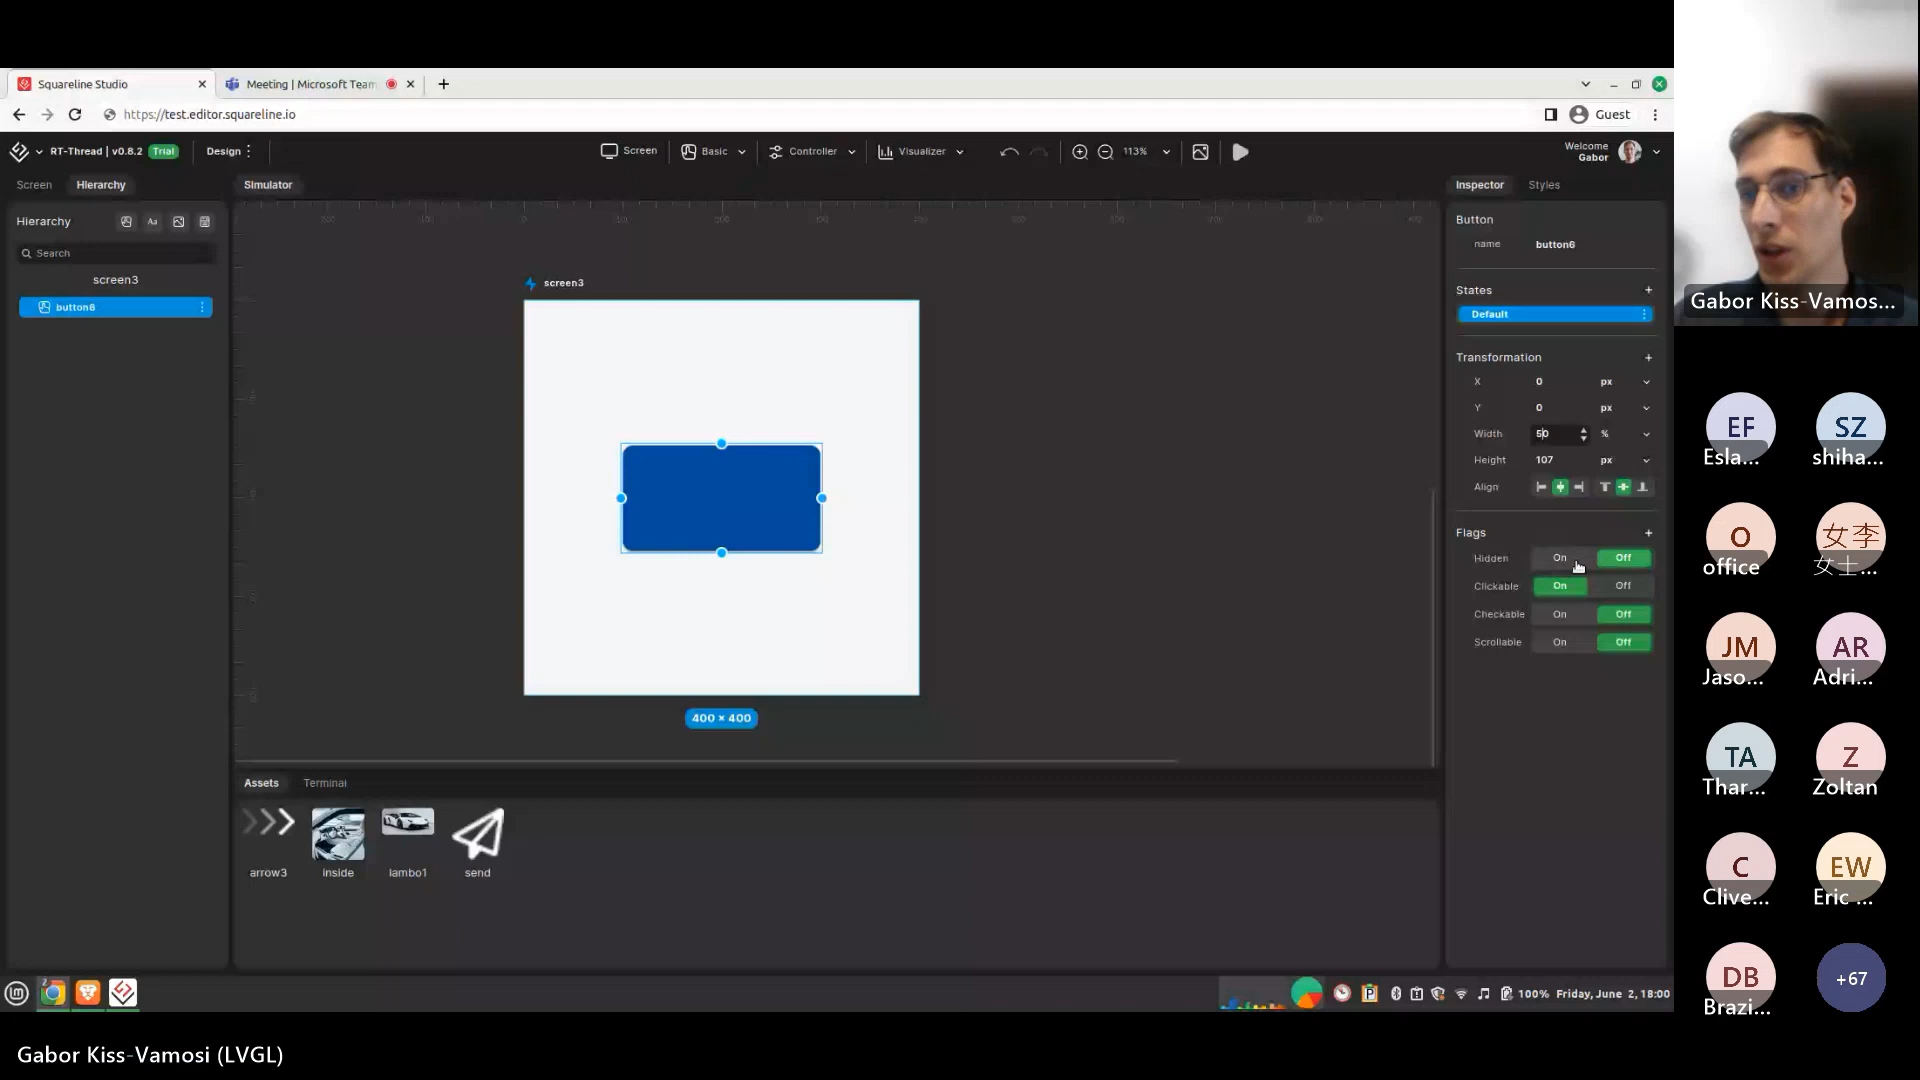 Squareline Studio
Meeting | Microsoft Team
https://test.editor.squareline.io
Guest
RT-Thread | v0.8.2 Trial
Design
Screen
Basic
Controller
Visualizer
113%
Welcome
Gabor
Screen
Hierarchy
Simulator
Inspector
Styles
Hierarchy
Aa
Search
screen3
button6
screen3
400 × 400
Button
name button6
States
Default
Transformation
X 0 px
Y 0 px
Width 50 %
Height 107 px
Align
Flags
Hidden On Off
Clickable On Off
Checkable On Off
Scrollable On Off
Assets
Terminal
arrow3
inside
lambo1
send
100% Friday, June 2, 18:00
Gabor Kiss-Vamos...
EF
Esla...
SZ
shiha...
O
office
女李
女士...
JM
Jaso...
AR
Adri...
TA
Thar...
Z
Zoltan
C
Clive...
EW
Eric ...
DB
Brazi...
+67
Gabor Kiss-Vamosi (LVGL)